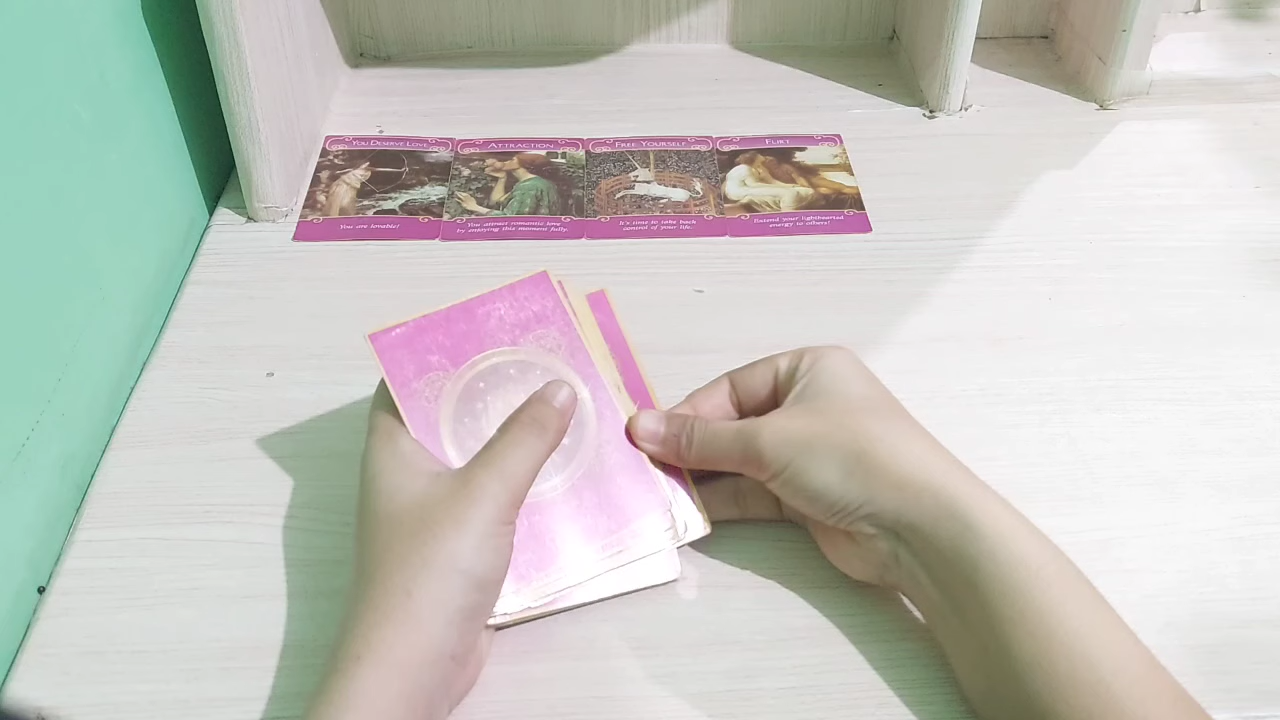 You Deserve Love
You are lovable!
Attraction
You attract romantic love
by enjoying this moment fully.
Free Yourself
It's time to take back
control of your life.
Flirt
Extend your lighthearted
energy to others!